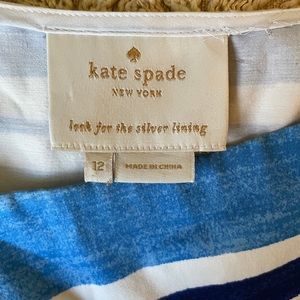 kate spade
NEW YORK
look for the silver lining
12
MADE IN CHINA